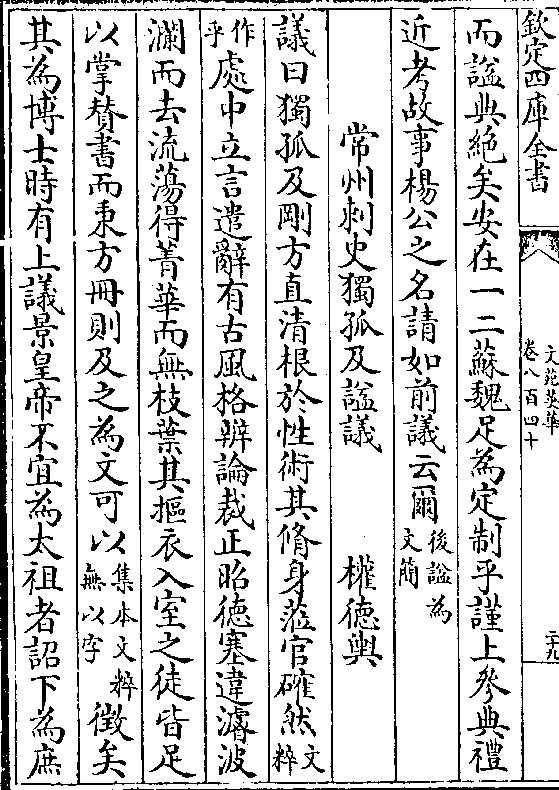 欽定四庫全書
文苑英華
卷八百四十
二十九
而諡典絶矣安在一二蘇魏足為定制乎謹上參典禮
近考故事楊公之名請如前議云爾後諡為文簡
常州刺史獨孤及諡議 權德輿
議曰獨孤及剛方直清根於性術其脩身蒞官確然文粹
作乎處中立言遣辭有古風格辨論裁正昭德塞違濬波
瀾而去流蕩得菁華而無枝葉其摳衣入室之徒皆足
以掌贊書而秉方冊則及之為文可以集本文粹無以字徵矣
其為博士時有上議景皇帝不宜為太祖者詔下為庶